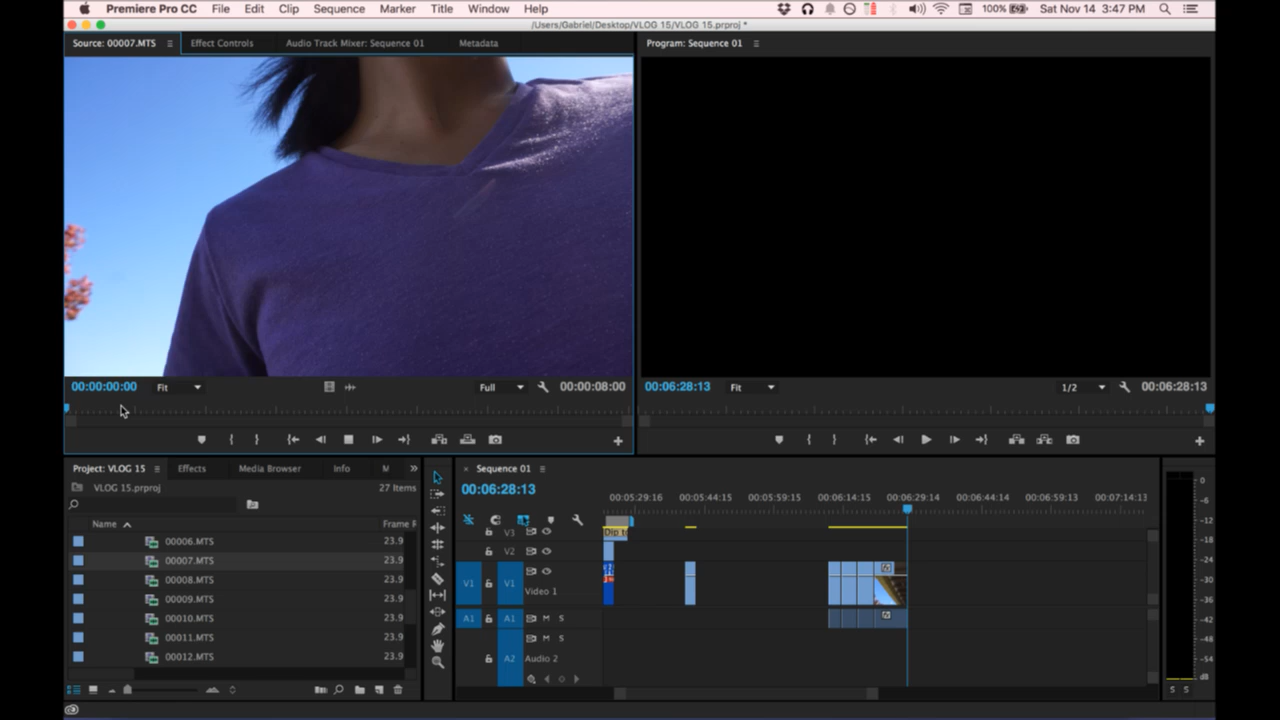 Premiere Pro CC File Edit Clip Sequence Marker Title Window Help 100% Sat Nov 14 3:47 PM
/Users/Gabriel/Desktop/VLOG 15/VLOG 15.prproj *
Source: 00007.MTS Effect Controls Audio Track Mixer: Sequence 01 Metadata Program: Sequence 01
00:00:00:00 Fit Full 00:00:08:00 00:06:28:13 Fit 1/2 00:06:28:13
Project: VLOG 15 Effects Media Browser Info M Sequence 01
VLOG 15.prproj 27 Items
00:06:28:13
00:05:29:16 00:05:44:15 00:05:59:15 00:06:14:15 00:06:29:14 00:06:44:14 00:06:59:13 00:07:14:13
Name Frame R
00006.MTS 23.9
00007.MTS 23.9
00008.MTS 23.9
00009.MTS 23.9
00010.MTS 23.9
00011.MTS 23.9
00012.MTS 23.9
V3
V2
V1 V1 Video 1
A1 A1 M S
M S
A2 Audio 2
0
-6
-12
-18
-24
-30
-36
-42
-48
-54
dB
S S